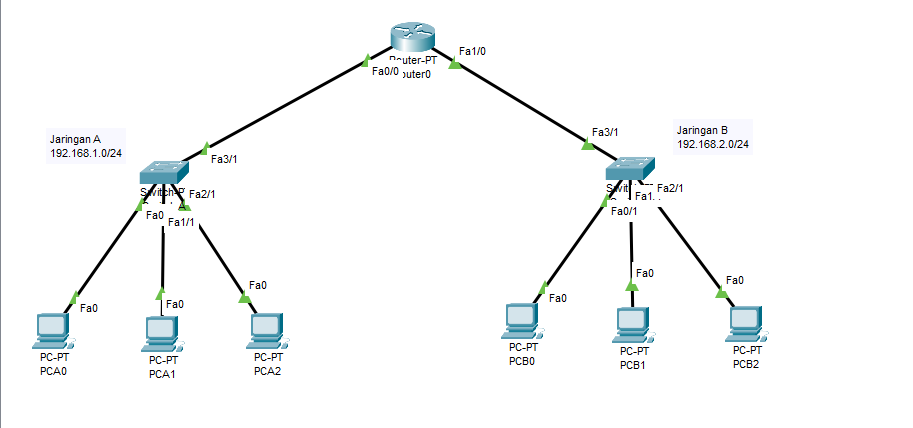 Fa1/0
Router-PT
Fa0/0
Fa3/1
Jaringan A
192.168.1.0/24
Fa3/1
Jaringan B
192.168.2.0/24
Fa2/1
Fa0
Fa1/1
Fa2/1
Fa1
Fa0/1
Fa0
Fa0
Fa0
PC-PT
PCA0
PC-PT
PCA1
PC-PT
PCA2
Fa0
Fa0
Fa0
PC-PT
PCB0
PC-PT
PCB1
PC-PT
PCB2